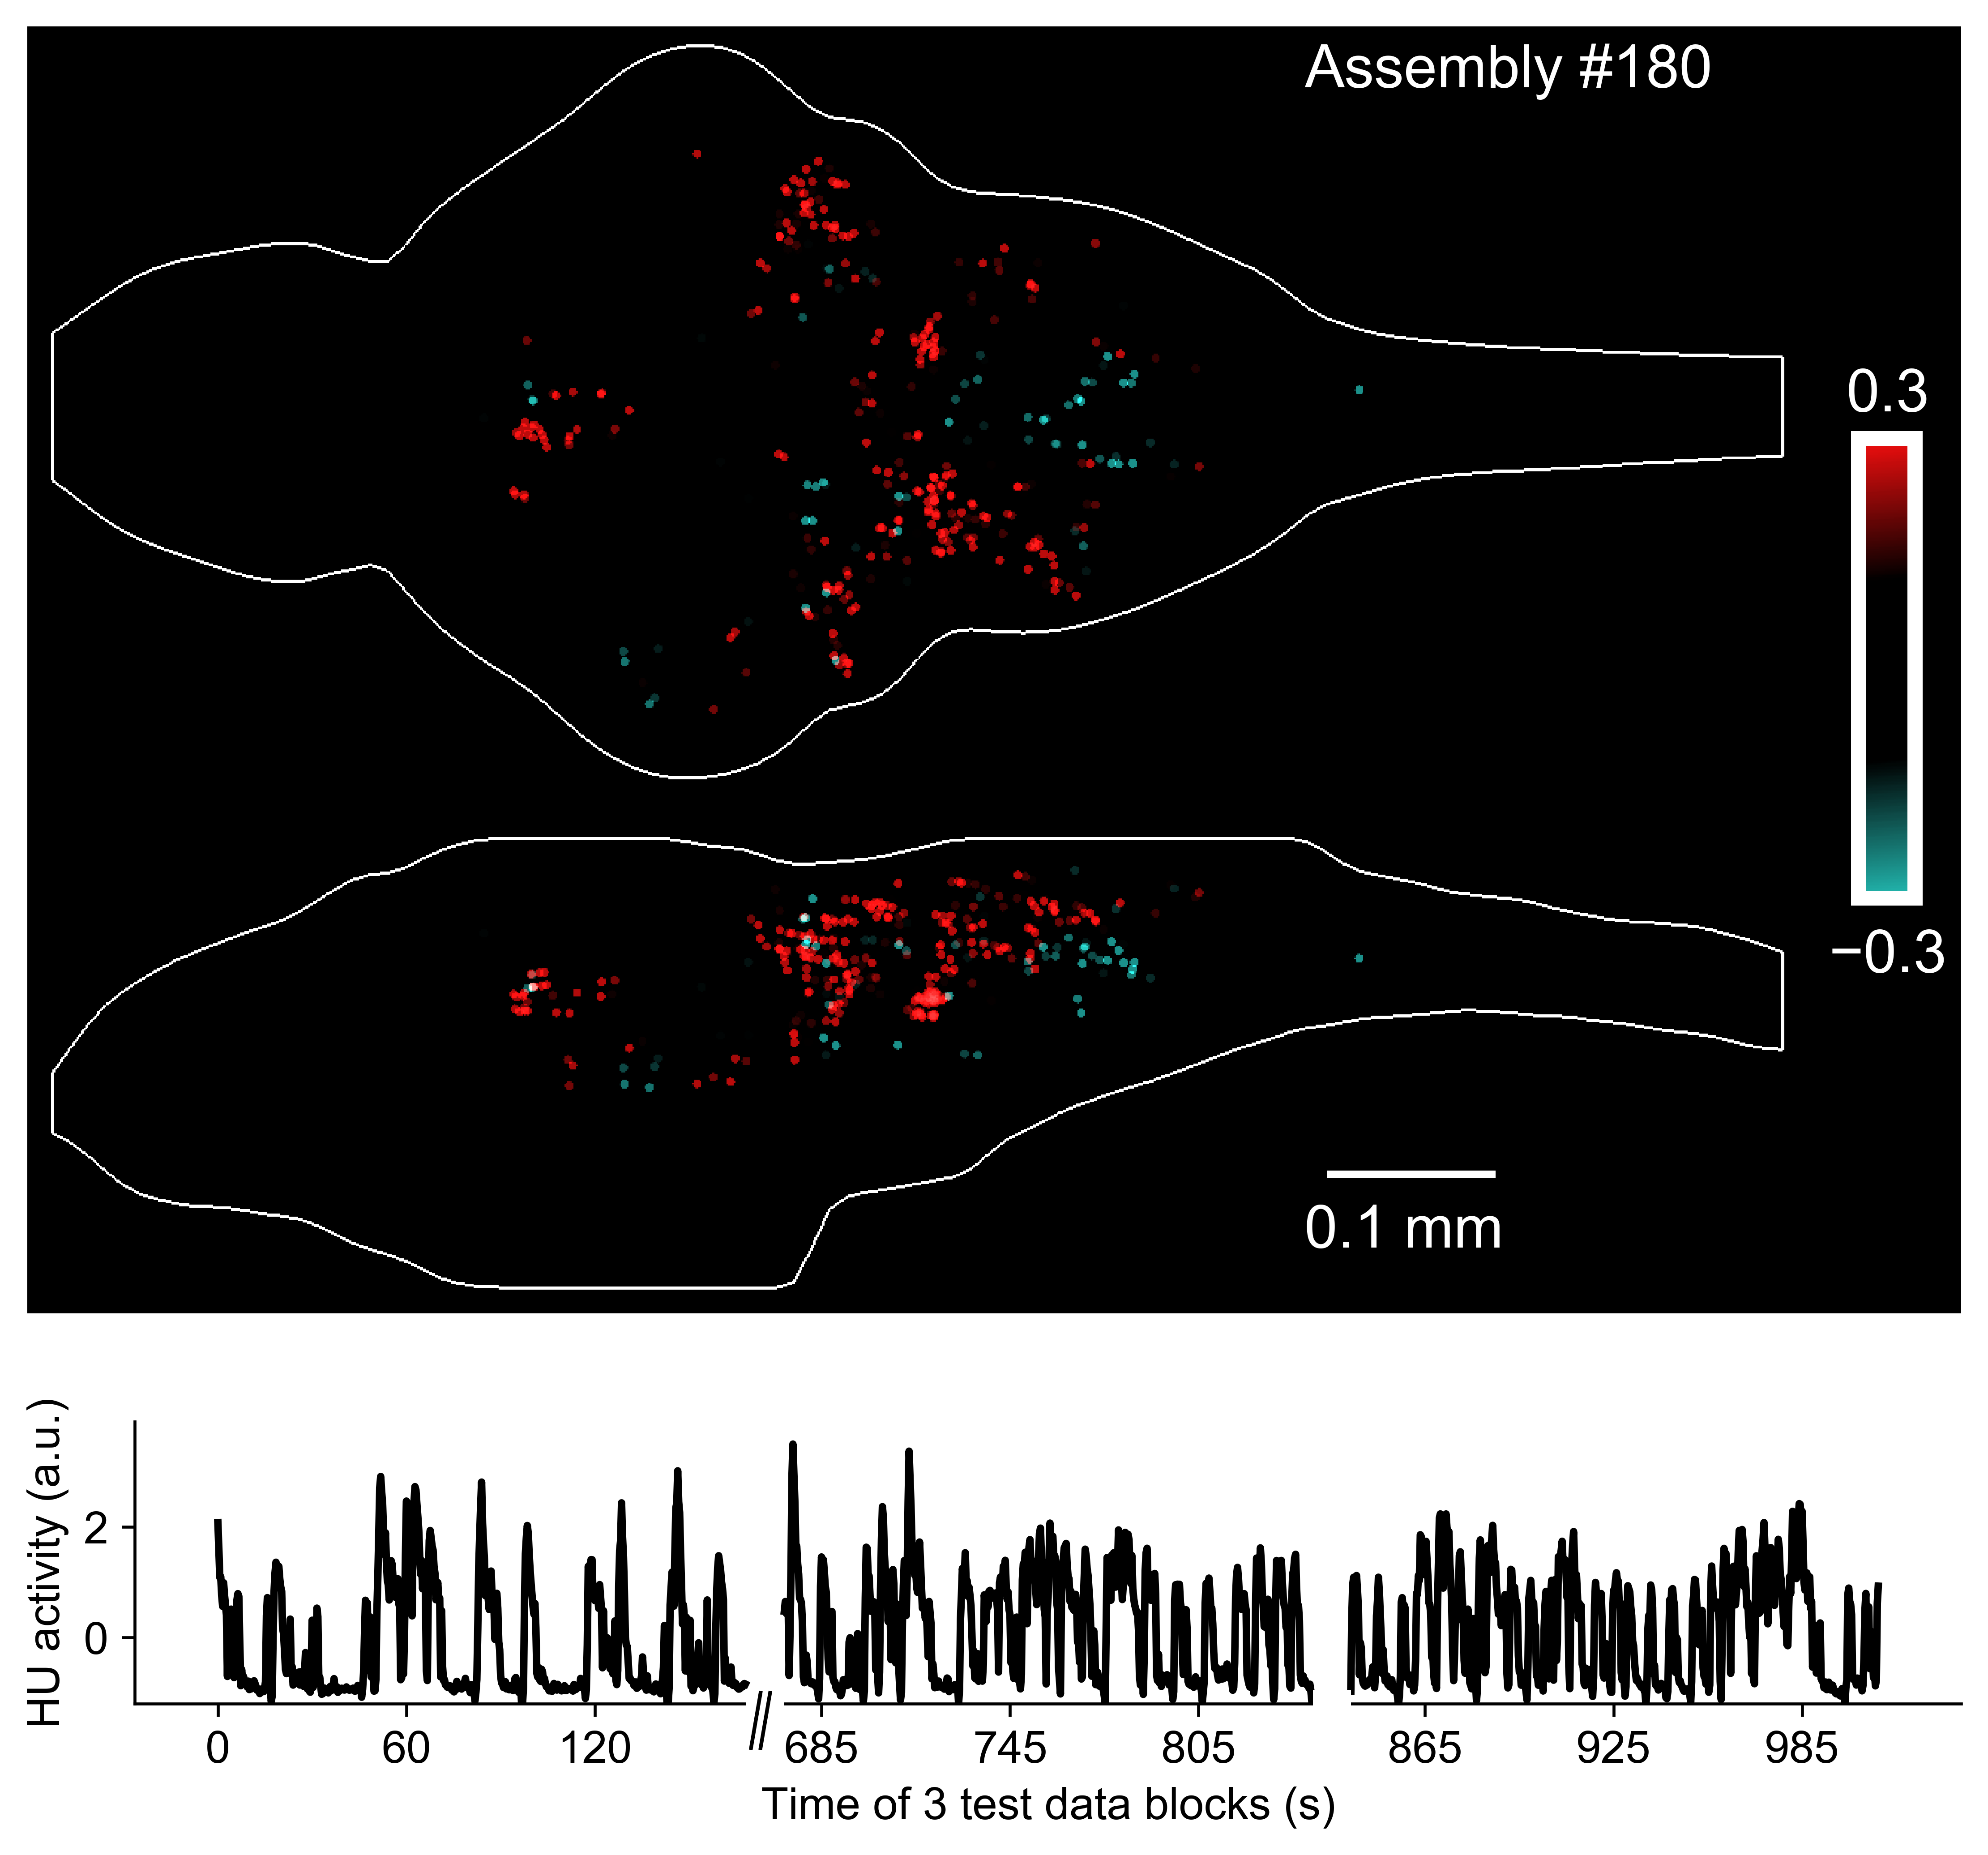 Assembly #180
0.3
−0.3
0.1 mm
HU activity (a.u.)
2
0
0 60 120 685 745 805 865 925 985
Time of 3 test data blocks (s)